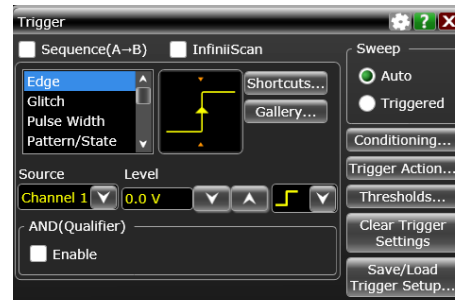 Trigger
Sequence(A→B) InfiniiScan
Edge
Glitch
Pulse Width
Pattern/State
Shortcuts...
Gallery...
Source Level
Channel 1 0.0 V
AND(Qualifier)
Enable
Sweep
Auto
Triggered
Conditioning...
Trigger Action...
Thresholds...
Clear Trigger
Settings
Save/Load
Trigger Setup...